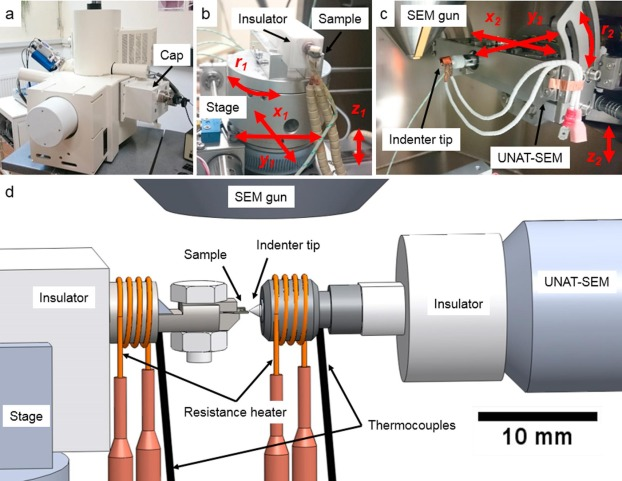 a
Cap
b
Insulator
Sample
r1
Stage
x1
y1
z1
c
SEM gun
x2
y2
r2
Indenter tip
UNAT-SEM
z2
d
SEM gun
Sample
Indenter tip
Insulator
Insulator
UNAT-SEM
Stage
Resistance heater
Thermocouples
10 mm